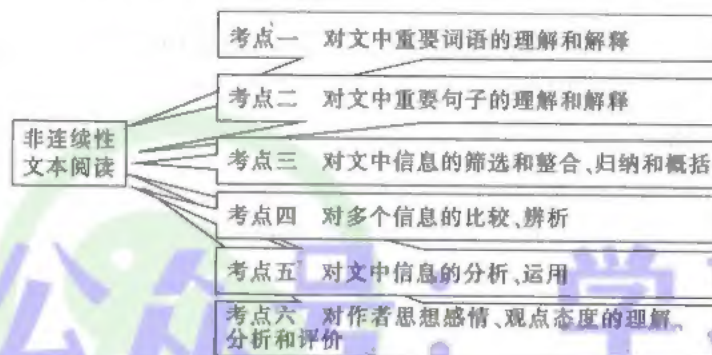 考点一 对文中重要词语的理解和解释
考点二 对文中重要句子的理解和解释
非连续性
文本阅读
考点三 对文中信息的筛选和整合、归纳和概括
考点四 对多个信息的比较、辨析
考点五 对文中信息的分析、运用
考点六 对作者思想感情、观点态度的理解、
分析和评价
公众号：学